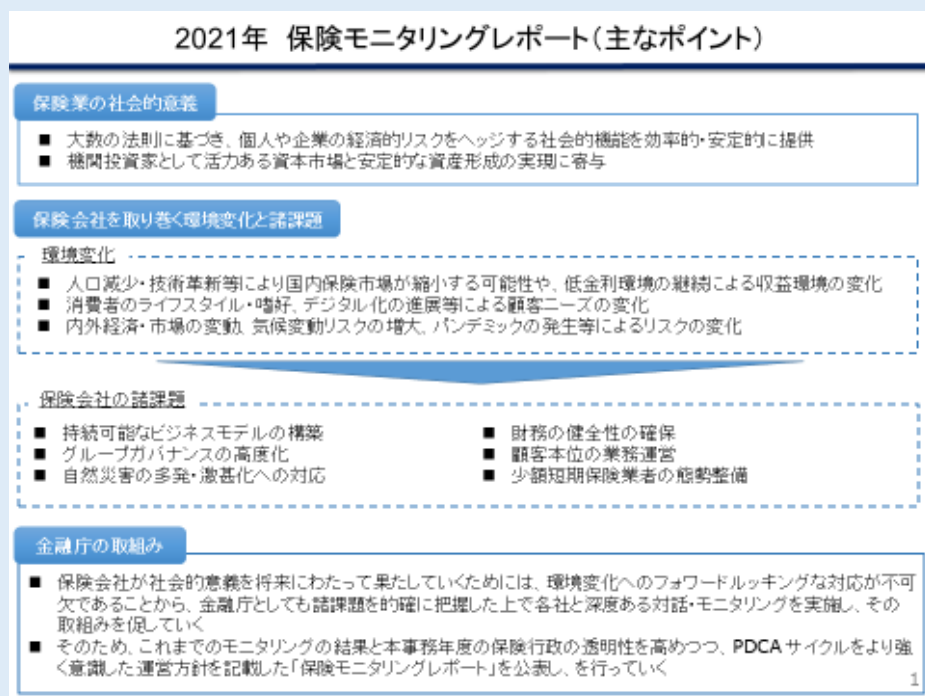 2021年 保険モニタリングレポート（主なポイント）
保険業の社会的意義
■ 大数の法則に基づき、個人や企業の経済的リスクをヘッジする社会的機能を効率的・安定的に提供
■ 機関投資家として活力ある資本市場と安定的な資産形成の実現に寄与
保険会社を取り巻く環境変化と諸課題
環境変化
■ 人口減少・技術革新等により国内保険市場が縮小する可能性や、低金利環境の継続による収益環境の変化
■ 消費者のライフスタイル・嗜好、デジタル化の進展等による顧客ニーズの変化
■ 内外経済・市場の変動、気候変動リスクの増大、パンデミックの発生等によるリスクの変化
保険会社の諸課題
■ 持続可能なビジネスモデルの構築
■ グループガバナンスの高度化
■ 自然災害の多発・激甚化への対応
■ 財務の健全性の確保
■ 顧客本位の業務運営
■ 少額短期保険業者の態勢整備
金融庁の取組み
■ 保険会社が社会的意義を将来にわたって果たしていくためには、環境変化へのフォワードルッキングな対応が不可
欠であることから、金融庁としても諸課題を的確に把握した上で各社と深度ある対話・モニタリングを実施し、その
取組みを促していく
■ そのため、これまでのモニタリングの結果と本事務年度の保険行政の透明性を高めつつ、PDCAサイクルをより強
く意識した運営方針を記載した「保険モニタリングレポート」を公表し、を行っていく
1